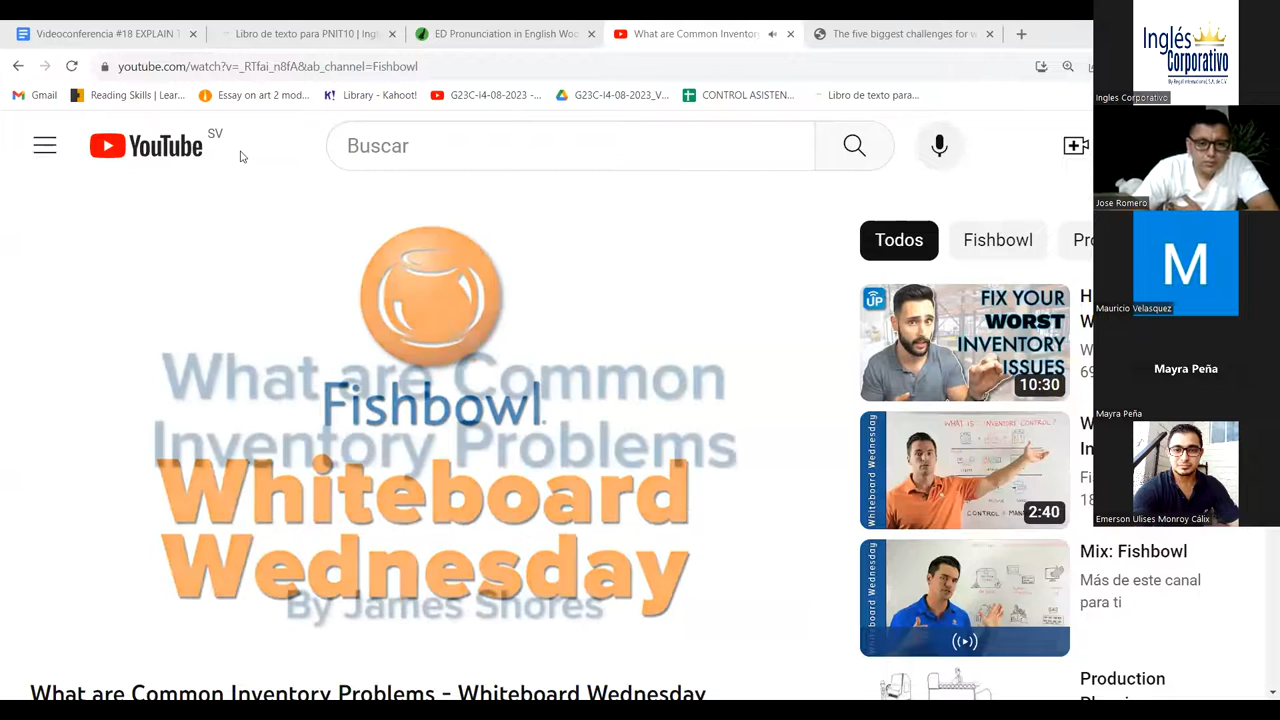 Videoconferencia #18 EXPLAIN T
Libro de texto para PNIT10 | Ingl
ED Pronunciation in English Woo
What are Common Inventory
The five biggest challenges for w
youtube.com/watch?v=_RTfai_n8fA&ab_channel=Fishbowl
Gmail
Reading Skills | Lear...
Essay on art 2 mod...
Library - Kahoot!
G23C-I4-08-2023_V...
CONTROL ASISTEN...
Libro de texto para...
YouTube
SV
Buscar
Todos
Fishbowl
What are Common
Fishbowl
Inventory Problems
Whiteboard
Wednesday
By James Shores
UP
FIX YOUR
WORST
INVENTORY
ISSUES
10:30
Whiteboard Wednesday
WHAT IS INVENTORY CONTROL?
2:40
Whiteboard Wednesday
Mix: Fishbowl
Más de este canal
para ti
Production
What are Common Inventory Problems - Whiteboard Wednesday
Inglés
Corporativo
Ingles Corporativo
Jose Romero
M
Mauricio Velasquez
Mayra Peña
Mayra Peña
Emerson Ulises Monroy Cálix